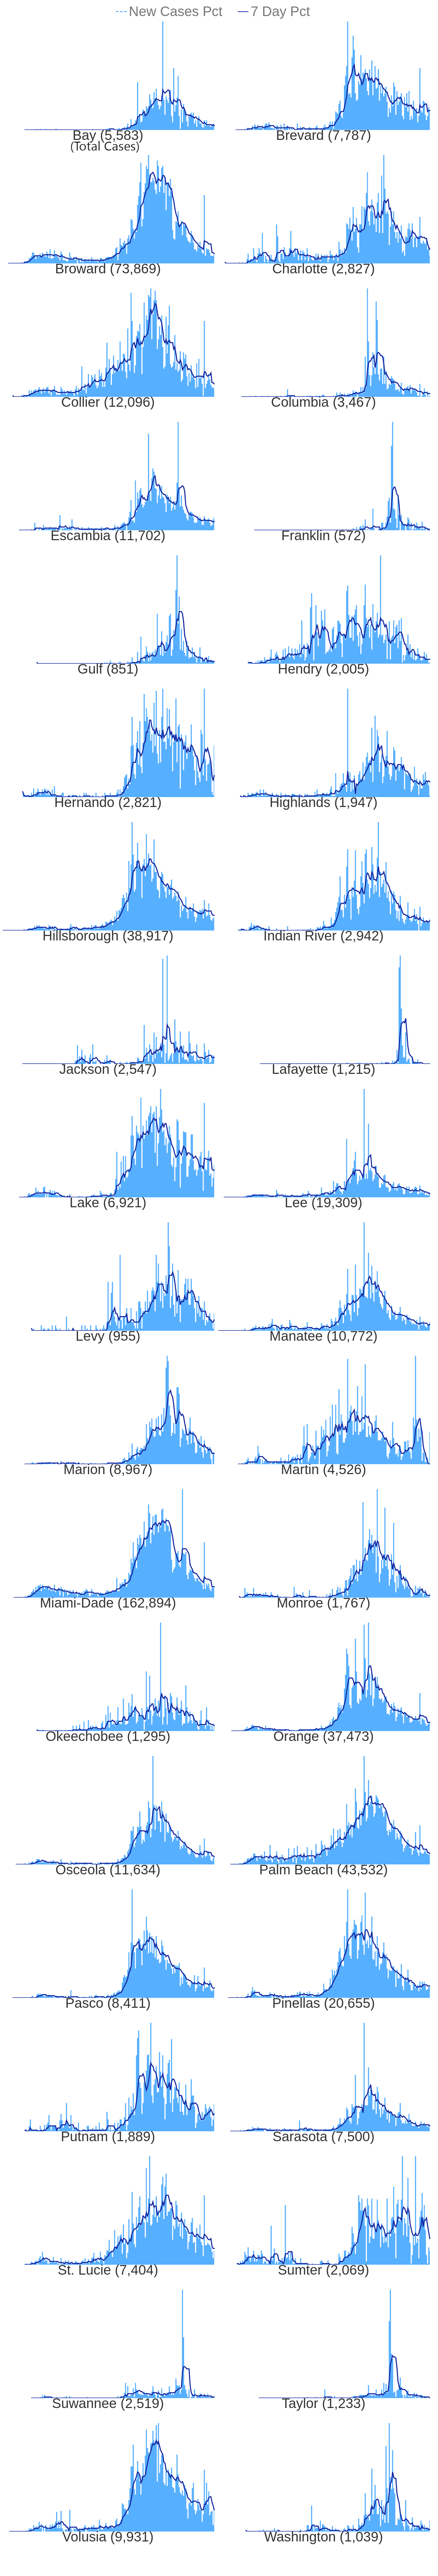 New Cases Pct 7 Day Pct
Bay (5,583) Brevard (7,787)
(Total Cases)
Broward (73,869) Charlotte (2,827)
Collier (12,096) Columbia (3,467)
Escambia (11,702) Franklin (572)
Gulf (851) Hendry (2,005)
Hernando (2,821) Highlands (1,947)
Hillsborough (38,917) Indian River (2,942)
Jackson (2,547) Lafayette (1,215)
Lake (6,921) Lee (19,309)
Levy (955) Manatee (10,772)
Marion (8,967) Martin (4,526)
Miami-Dade (162,894) Monroe (1,767)
Okeechobee (1,295) Orange (37,473)
Osceola (11,634) Palm Beach (43,532)
Pasco (8,411) Pinellas (20,655)
Putnam (1,889) Sarasota (7,500)
St. Lucie (7,404) Sumter (2,069)
Suwannee (2,519) Taylor (1,233)
Volusia (9,931) Washington (1,039)